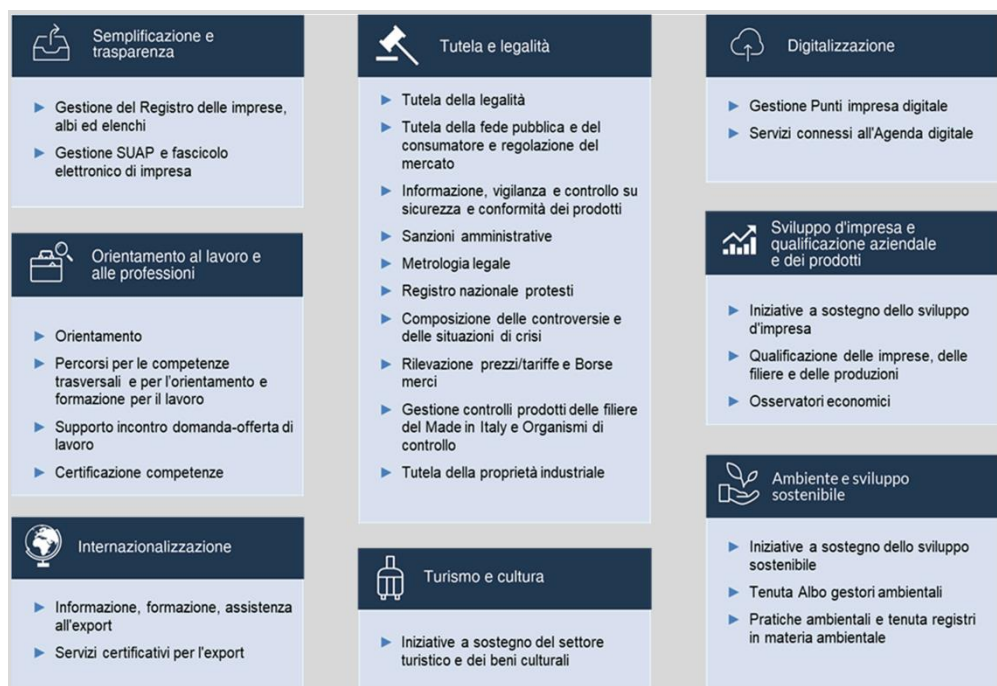 Semplificazione e
trasparenza
Gestione del Registro delle imprese,
albi ed elenchi
Gestione SUAP e fascicolo
elettronico di impresa
Orientamento al lavoro e
alle professioni
Orientamento
Percorsi per le competenze
trasversali e per l'orientamento e
formazione per il lavoro
Supporto incontro domanda-offerta di
lavoro
Certificazione competenze
Internazionalizzazione
Informazione, formazione, assistenza
all'export
Servizi certificativi per l'export
Tutela e legalità
Tutela della legalità
Tutela della fede pubblica e del
consumatore e regolazione del
mercato
Informazione, vigilanza e controllo su
sicurezza e conformità dei prodotti
Sanzioni amministrative
Metrologia legale
Registro nazionale protesti
Composizione delle controversie e
delle situazioni di crisi
Rilevazione prezzi/tariffe e Borse
merci
Gestione controlli prodotti delle filiere
del Made in Italy e Organismi di
controllo
Tutela della proprietà industriale
Turismo e cultura
Iniziative a sostegno del settore
turistico e dei beni culturali
Digitalizzazione
Gestione Punti impresa digitale
Servizi connessi all'Agenda digitale
Sviluppo d'impresa e
qualificazione aziendale
e dei prodotti
Iniziative a sostegno dello sviluppo
d'impresa
Qualificazione delle imprese, delle
filiere e delle produzioni
Osservatori economici
Ambiente e sviluppo
sostenibile
Iniziative a sostegno dello sviluppo
sostenibile
Tenuta Albo gestori ambientali
Pratiche ambientali e tenuta registri
in materia ambientale